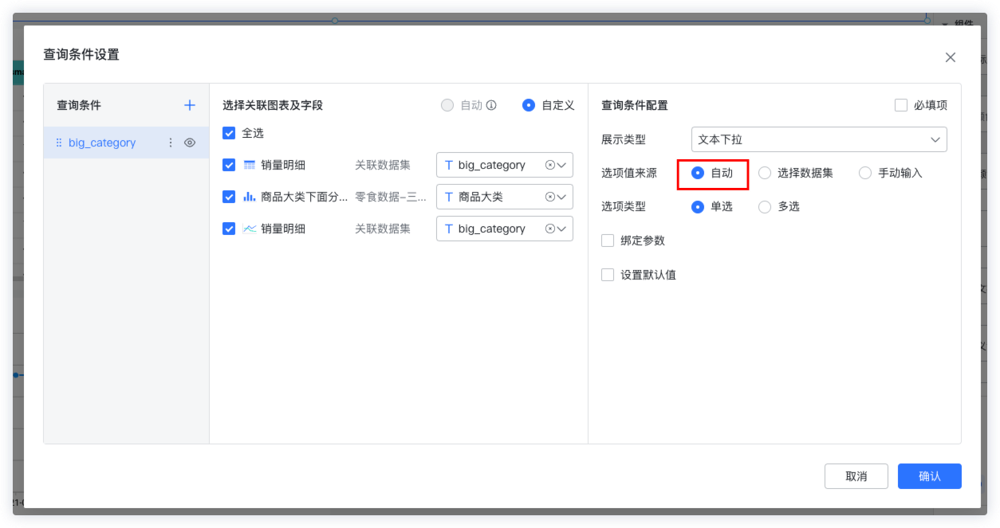 组件
查询条件设置
查询条件
big_category
选择关联图表及字段
自动
自定义
全选
销量明细 关联数据集 T big_category
商品大类下面分... 零食数据-三... T 商品大类
销量明细 关联数据集 T big_category
查询条件配置
必填项
展示类型 文本下拉
选项值来源 自动 选择数据集 手动输入
选项类型 单选 多选
绑定参数
设置默认值
取消 确认